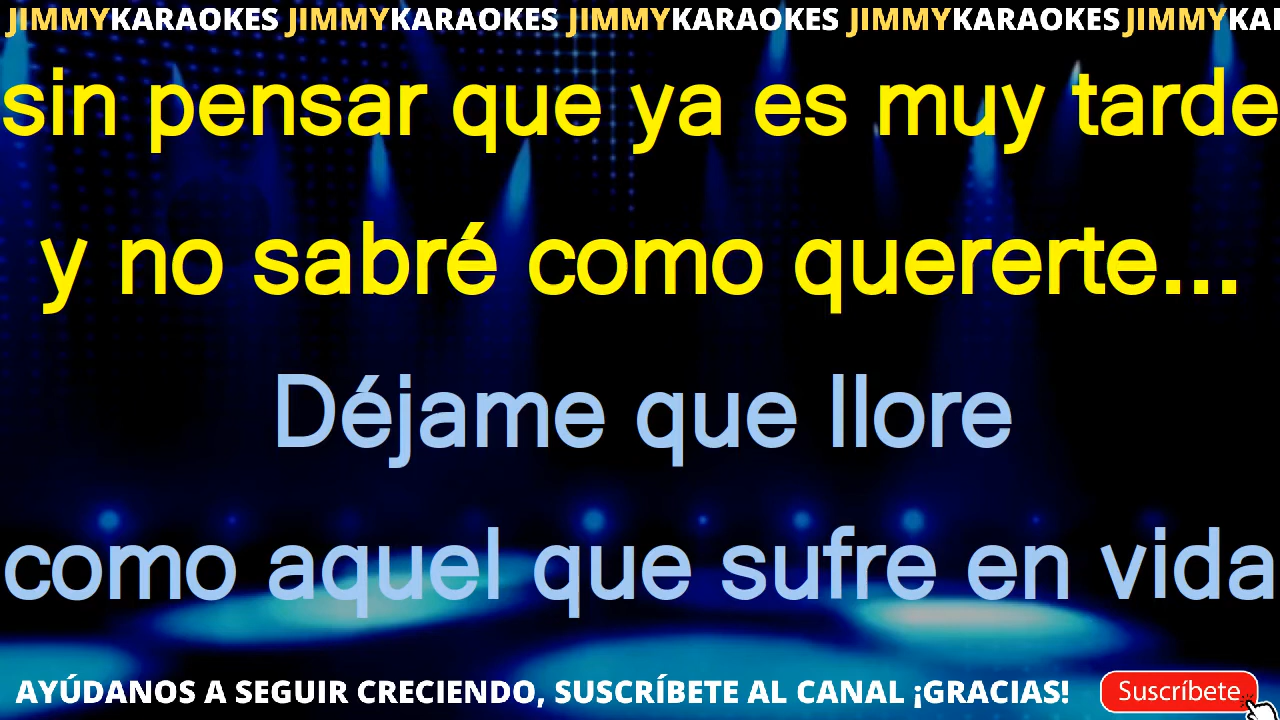 JIMMYKARAOKES JIMMYKARAOKES JIMMYKARAOKES JIMMYKARAOKES JIMMYKAI
sin pensar que ya es muy tarde
y no sabré como quererte...
Déjame que llore
como aquel que sufre en vida
AYÚDANOS A SEGUIR CRECIENDO, SUSCRÍBETE AL CANAL ¡GRACIAS! Suscríbete